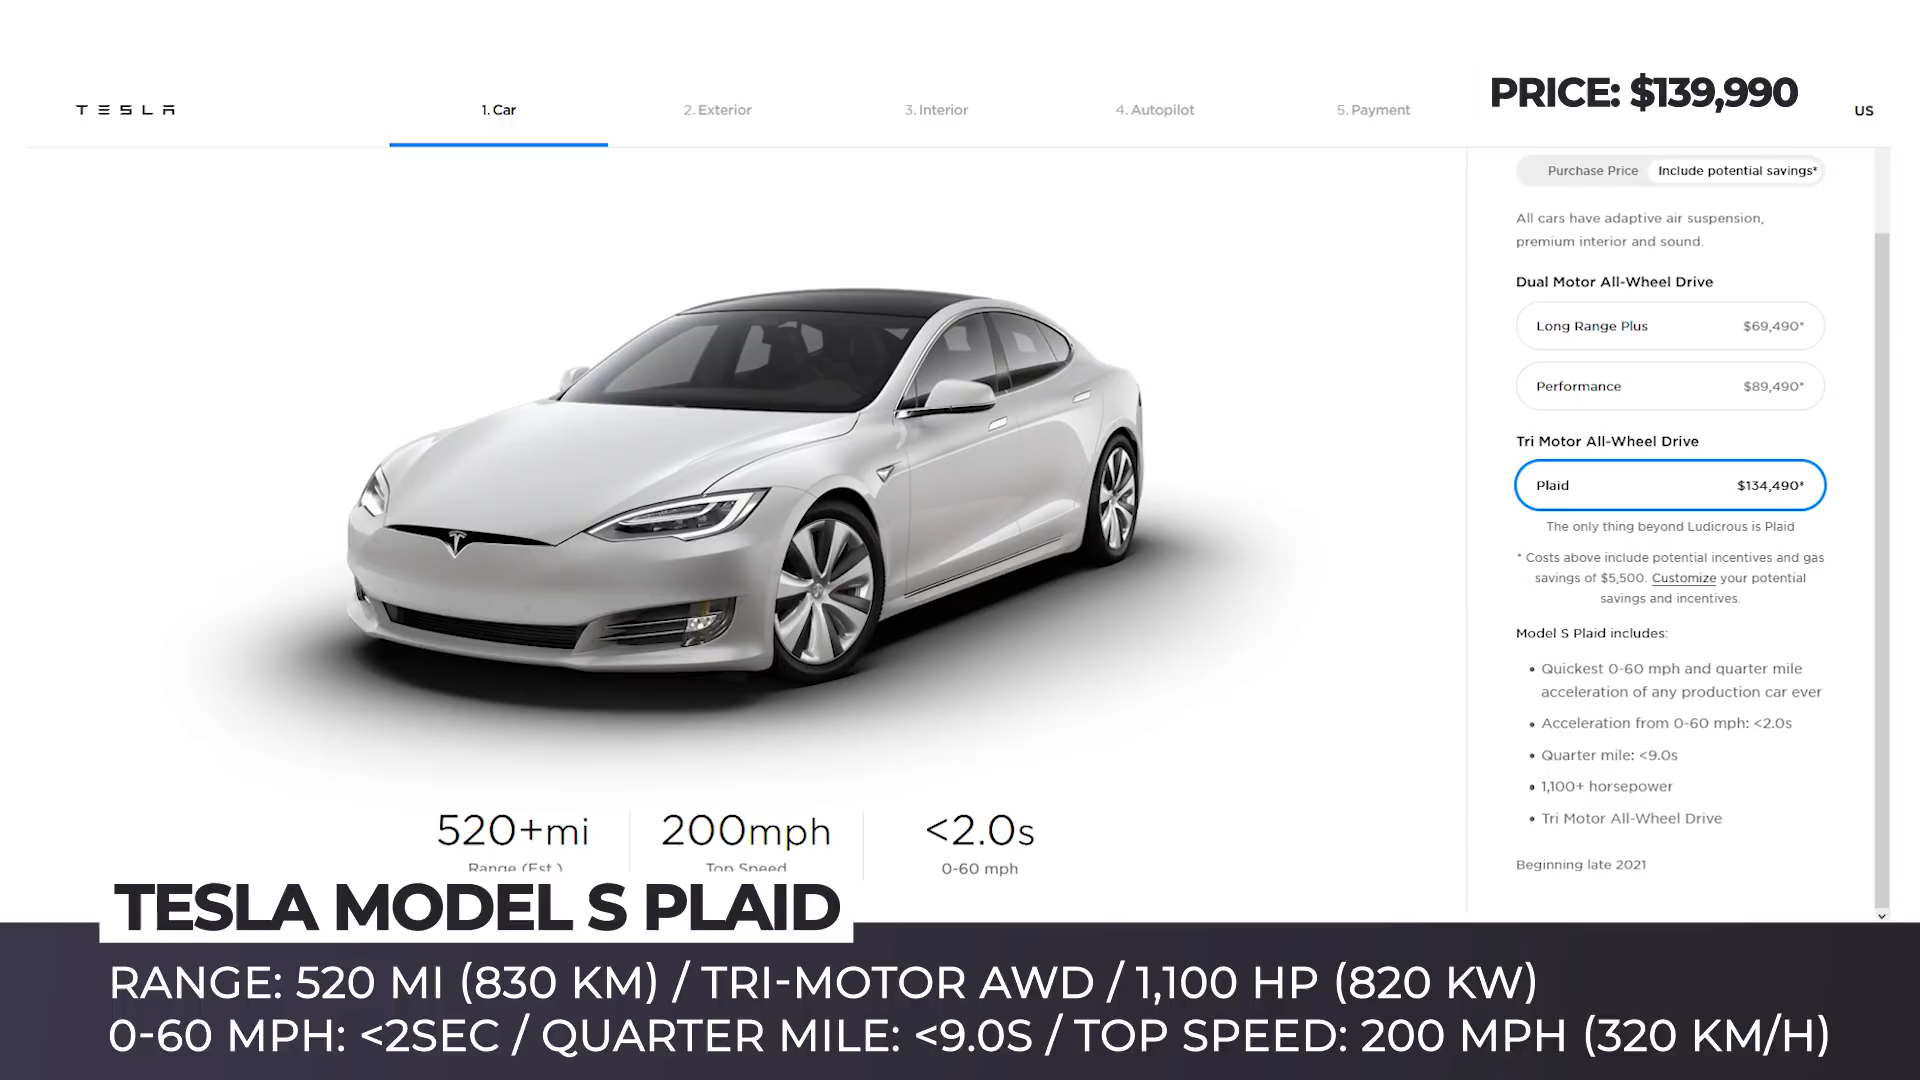 TESLA
1. Car
2. Exterior
3. Interior
4. Autopilot
5. Payment
PRICE: $139,990
US
Purchase Price
Include potential savings*
All cars have adaptive air suspension,
premium interior and sound.
Dual Motor All-Wheel Drive
Long Range Plus $69,490*
Performance $89,490*
Tri Motor All-Wheel Drive
Plaid $134,490*
The only thing beyond Ludicrous is Plaid
* Costs above include potential incentives and gas
savings of $5,500. Customize your potential
savings and incentives.
Model S Plaid includes:
• Quickest 0-60 mph and quarter mile
acceleration of any production car ever
• Acceleration from 0-60 mph: <2.0s
• Quarter mile: <9.0s
• 1,100+ horsepower
• Tri Motor All-Wheel Drive
Beginning late 2021
520+mi
Range (Est.)
200mph
Top Speed
<2.0s
0-60 mph
TESLA MODEL S PLAID
RANGE: 520 MI (830 KM) / TRI-MOTOR AWD / 1,100 HP (820 KW)
0-60 MPH: <2SEC / QUARTER MILE: <9.0S / TOP SPEED: 200 MPH (320 KM/H)